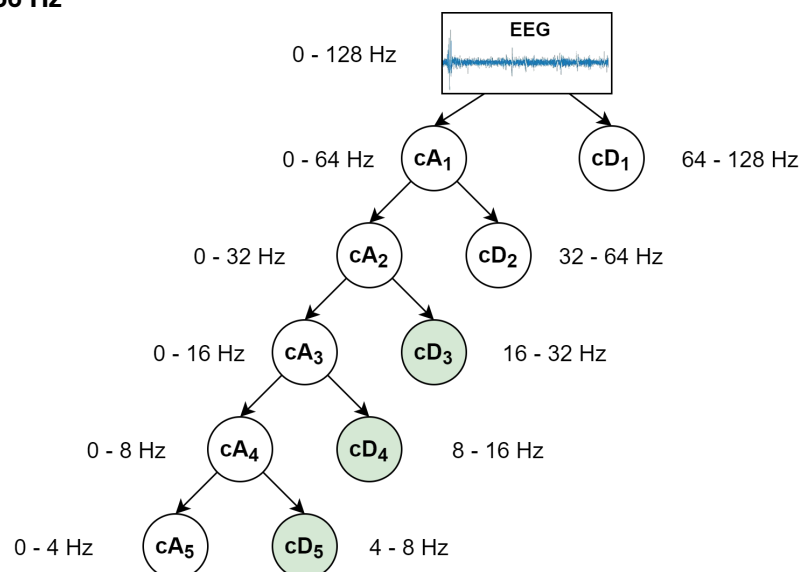 Hz
EEG
0 - 128 Hz
0 - 64 Hz cA1 cD1 64 - 128 Hz
0 - 32 Hz cA2 cD2 32 - 64 Hz
0 - 16 Hz cA3 cD3 16 - 32 Hz
0 - 8 Hz cA4 cD4 8 - 16 Hz
0 - 4 Hz cA5 cD5 4 - 8 Hz